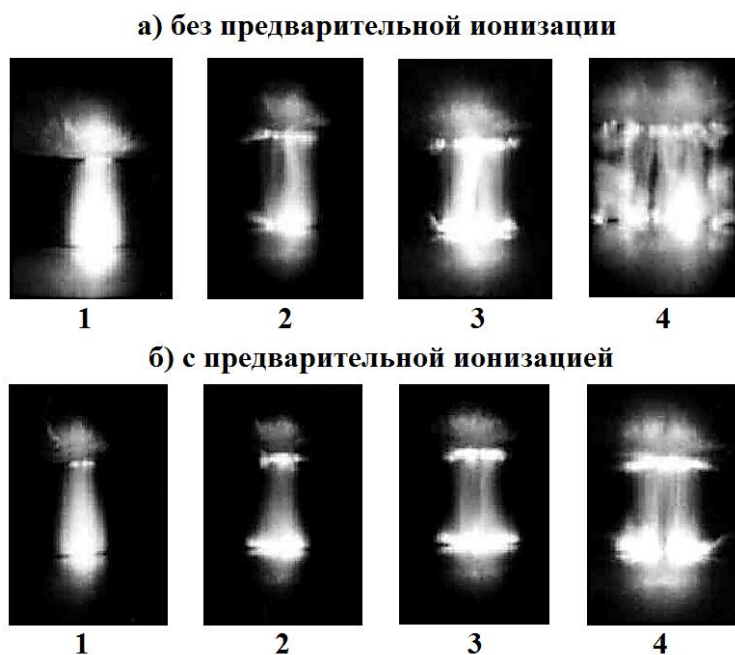 а) без предварительной ионизации
1 2 3 4
б) с предварительной ионизацией
1 2 3 4